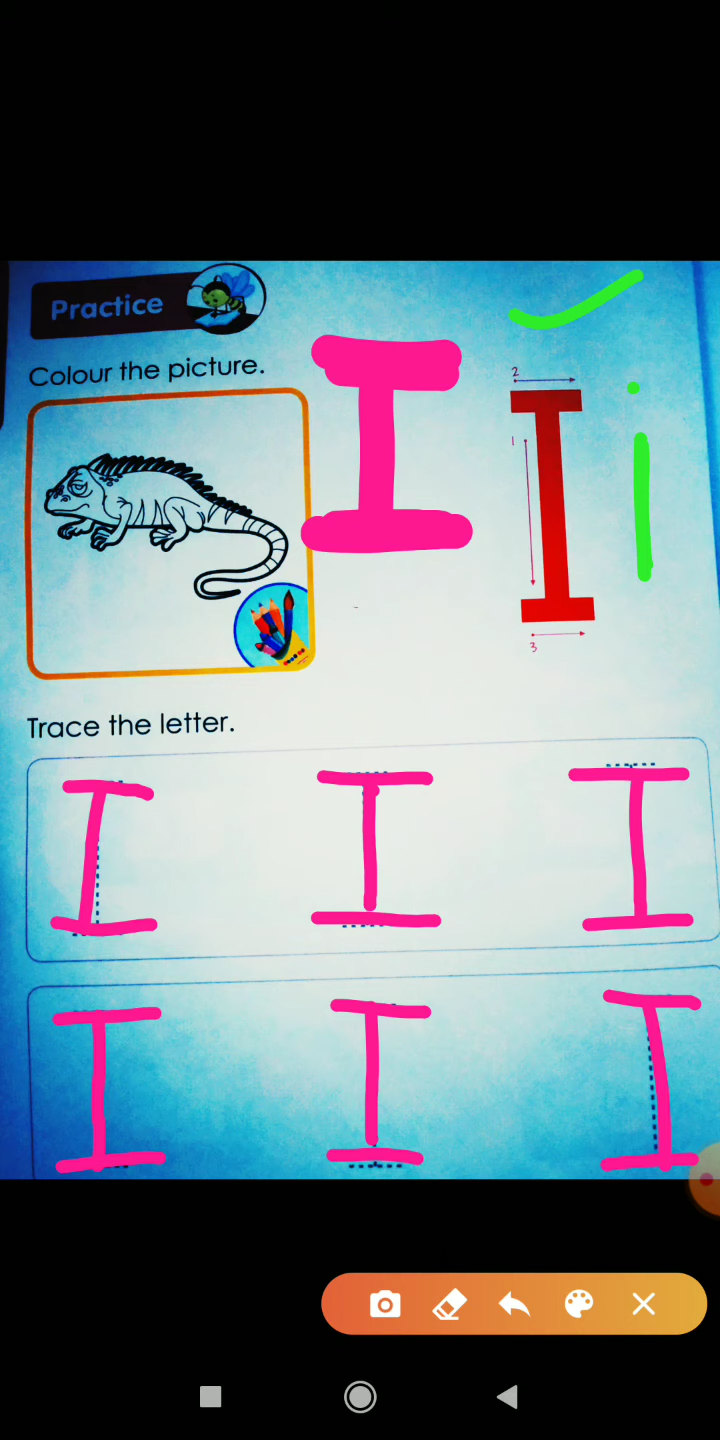 Practice
Colour the picture.
I
I
i
2
1
3
Trace the letter.
I I I
I I I